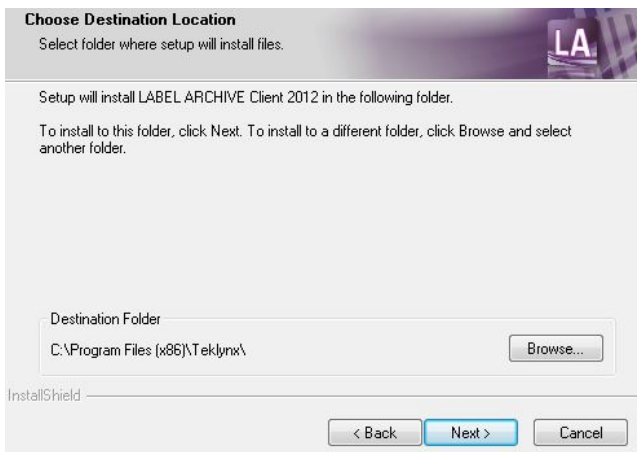 Choose Destination Location
Select folder where setup will install files.
LA
Setup will install LABEL ARCHIVE Client 2012 in the following folder.
To install to this folder, click Next. To install to a different folder, click Browse and select
another folder.
Destination Folder
C:\Program Files (x86)\Teklynx\
Browse...
InstallShield
< Back
Next >
Cancel